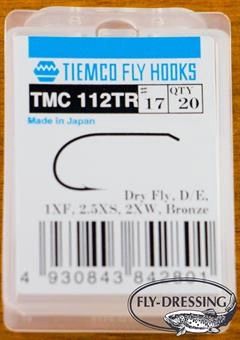 TIEMCO FLY HOOKS
TMC 112TR # 17 QTY 20
Made in Japan
Dry Fly, D/E,
1XF, 2.5XS, 2XW, Bronze
4 930843 842801
FLY-DRESSING